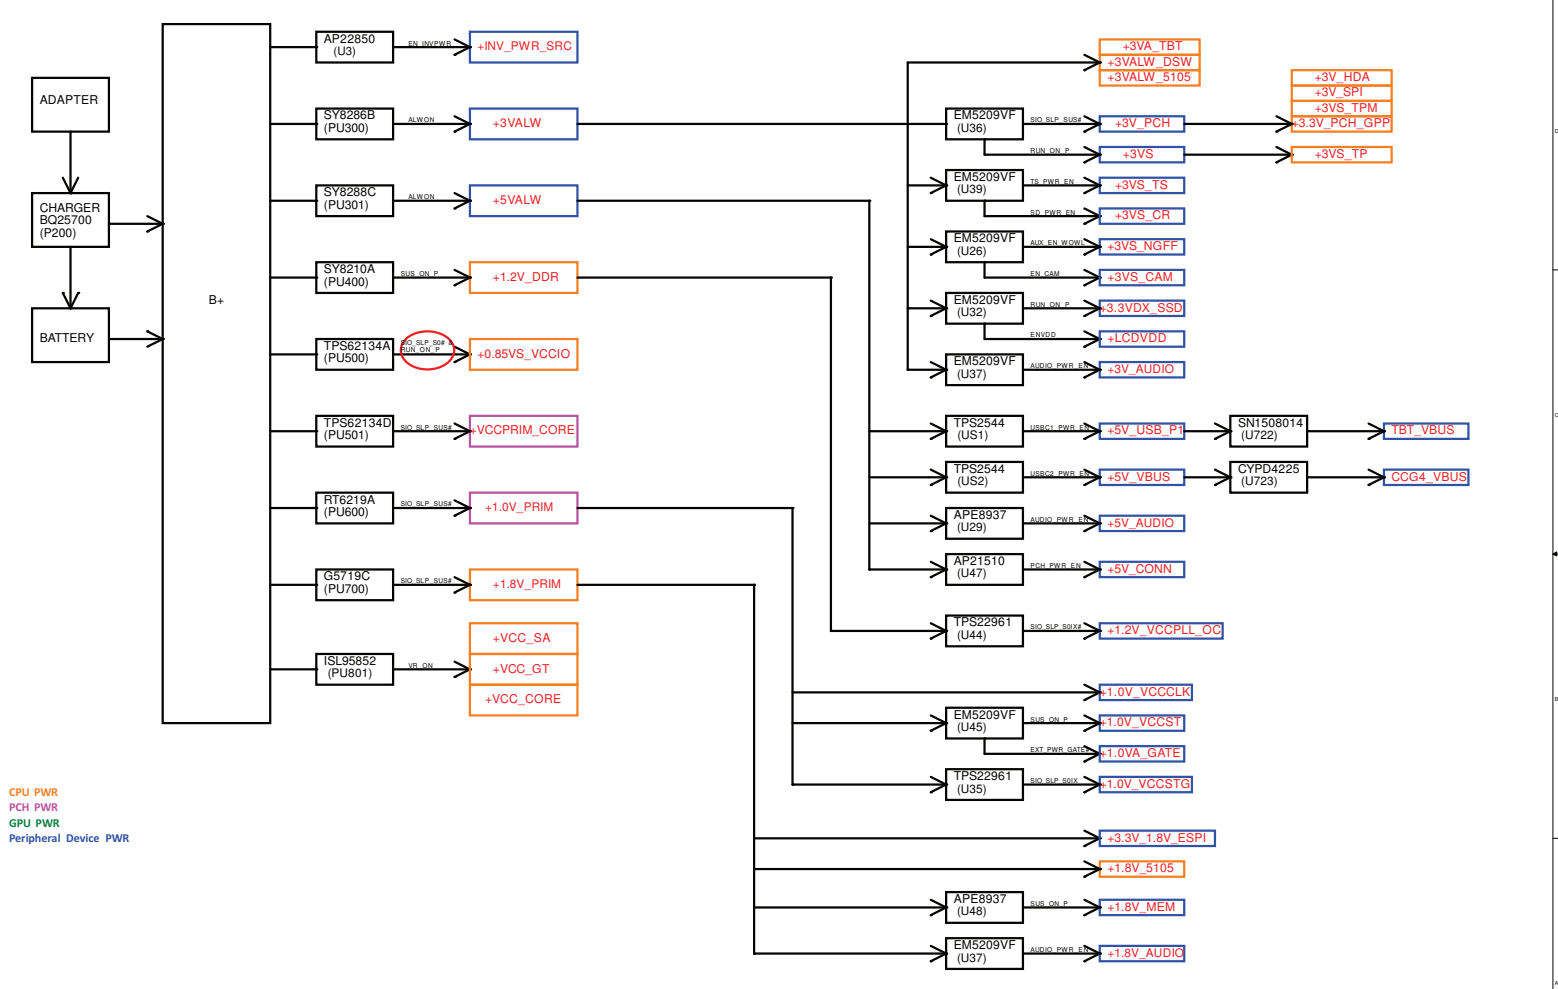 ADAPTER
CHARGER
BQ25700
(P200)
BATTERY
B+
AP22850
(U3)
EN_INVPWR
+INV_PWR_SRC
SY8286B
(PU300)
ALWON
+3VALW
SY8288C
(PU301)
ALWON
+5VALW
SY8210A
(PU400)
SUS_ON_P
+1.2V_DDR
TPS62134A
(PU500)
SIO_SLP_S0# &
RUN_ON_P
+0.85VS_VCCIO
TPS62134D
(PU501)
SIO_SLP_SUS#
+VCCPRIM_CORE
RT6219A
(PU600)
SIO_SLP_SUS#
+1.0V_PRIM
G5719C
(PU700)
SIO_SLP_SUS#
+1.8V_PRIM
ISL95852
(PU801)
VR_ON
+VCC_SA
+VCC_GT
+VCC_CORE
+3VA_TBT
+3VALW_DSW
+3VALW_5105
EM5209VF
(U36)
SIO_SLP_SUS#
+3V_PCH
+3V_HDA
+3V_SPI
+3VS_TPM
+3.3V_PCH_GPP
RUN_ON_P
+3VS
+3VS_TP
EM5209VF
(U39)
TS_PWR_EN
+3VS_TS
SD_PWR_EN
+3VS_CR
EM5209VF
(U26)
AUX_EN_WOWL
+3VS_NGFF
EN_CAM
+3VS_CAM
EM5209VF
(U32)
RUN_ON_P
+3.3VDX_SSD
ENVDD
+LCDVDD
EM5209VF
(U37)
AUDIO_PWR_EN
+3V_AUDIO
TPS2544
(US1)
USBC1_PWR_EN
+5V_USB_P1
SN1508014
(U722)
TBT_VBUS
TPS2544
(US2)
USBC2_PWR_EN
+5V_VBUS
CYPD4225
(U723)
CCG4_VBUS
APE8937
(U29)
AUDIO_PWR_EN
+5V_AUDIO
AP21510
(U47)
PCH_PWR_EN
+5V_CONN
TPS22961
(U44)
SIO_SLP_S0IX#
+1.2V_VCCPLL_OC
+1.0V_VCCCLK
EM5209VF
(U45)
SUS_ON_P
+1.0V_VCCST
EXT_PWR_GATE#
+1.0VA_GATE
TPS22961
(U35)
SIO_SLP_S0IX
+1.0V_VCCSTG
+3.3V_1.8V_ESPI
+1.8V_5105
APE8937
(U48)
SUS_ON_P
+1.8V_MEM
EM5209VF
(U37)
AUDIO_PWR_EN
+1.8V_AUDIO
CPU PWR
PCH PWR
GPU PWR
Peripheral Device PWR
D
C
B
A